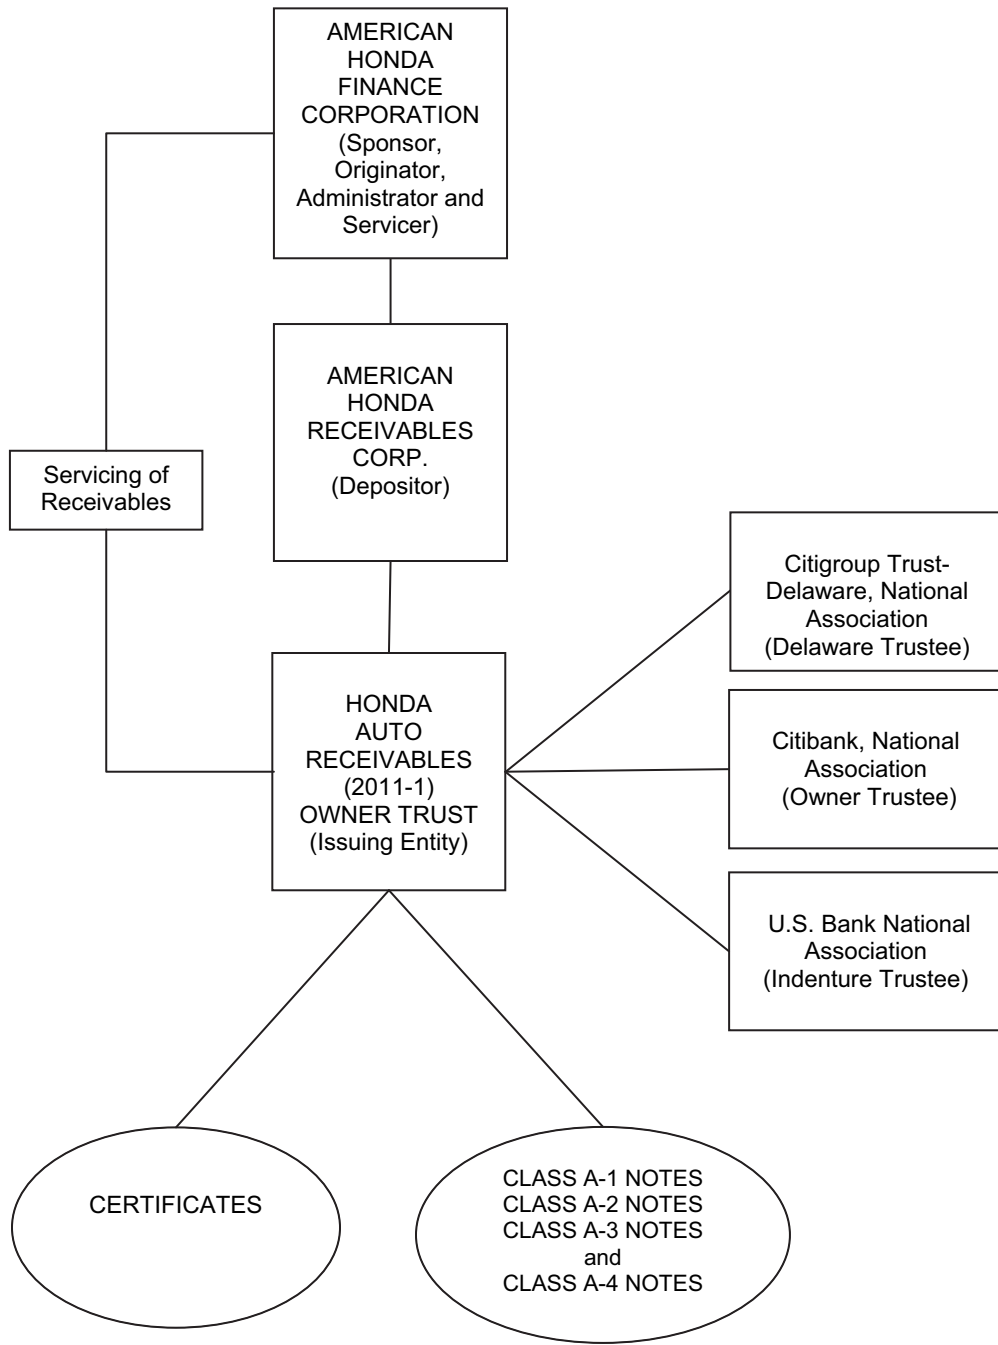 AMERICAN
HONDA
FINANCE
CORPORATION
(Sponsor,
Originator,
Administrator and
Servicer)
AMERICAN
HONDA
RECEIVABLES
CORP.
(Depositor)
Servicing of
Receivables
HONDA
AUTO
RECEIVABLES
(2011-1)
OWNER TRUST
(Issuing Entity)
Citigroup Trust-
Delaware, National
Association
(Delaware Trustee)
Citibank, National
Association
(Owner Trustee)
U.S. Bank National
Association
(Indenture Trustee)
CERTIFICATES
CLASS A-1 NOTES
CLASS A-2 NOTES
CLASS A-3 NOTES
and
CLASS A-4 NOTES